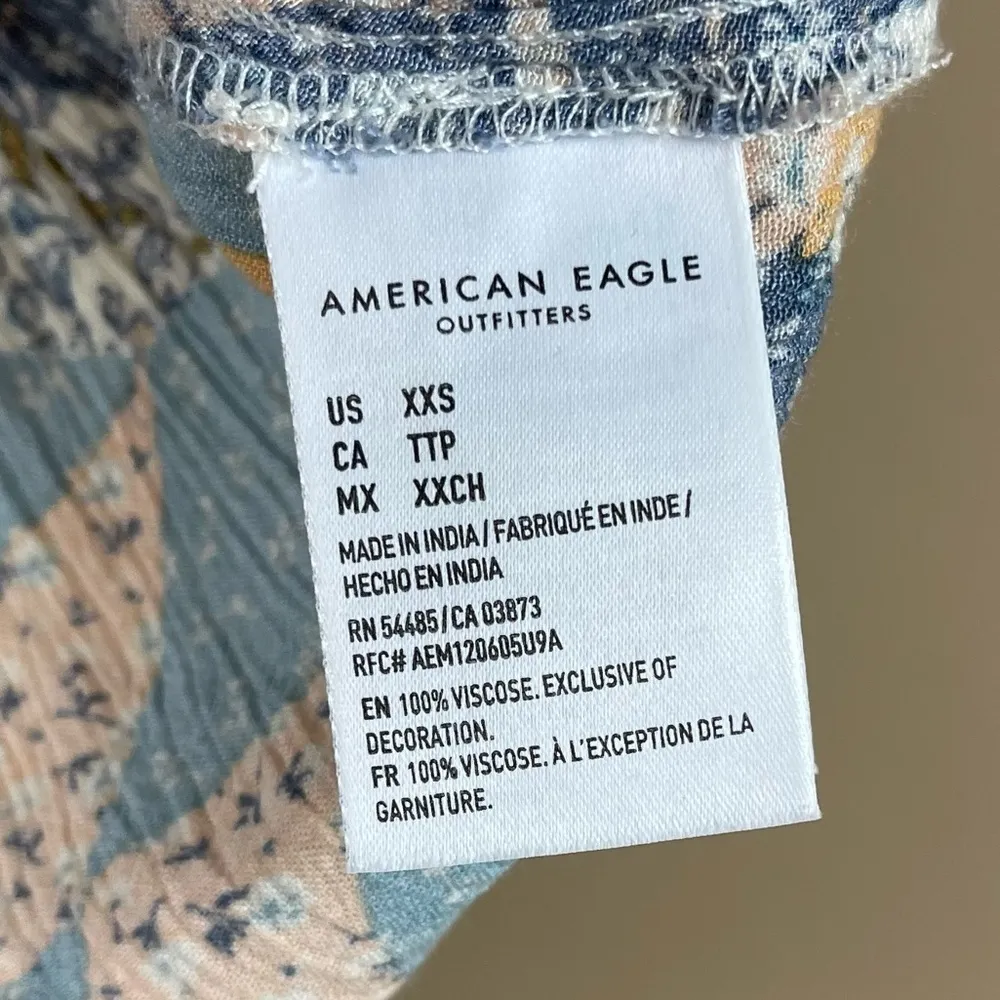 AMERICAN EAGLE
OUTFITTERS
US XXS
CA TTP
MX XXCH
MADE IN INDIA / FABRIQUÉ EN INDE /
HECHO EN INDIA
RN 54485 / CA 03873
RFC# AEM120605U9A
EN 100% VISCOSE. EXCLUSIVE OF
DECORATION.
FR 100% VISCOSE. À L'EXCEPTION DE LA
GARNITURE.